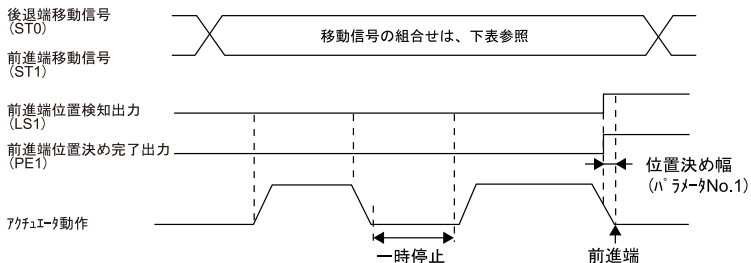 後退端移動信号
(ST0)
移動信号の組合せは、下表参照
前進端移動信号
(ST1)
前進端位置検知出力
(LS1)
前進端位置決め完了出力
(PE1)
位置決め幅
(パラメータNo.1)
アクチュエータ動作
一時停止
前進端